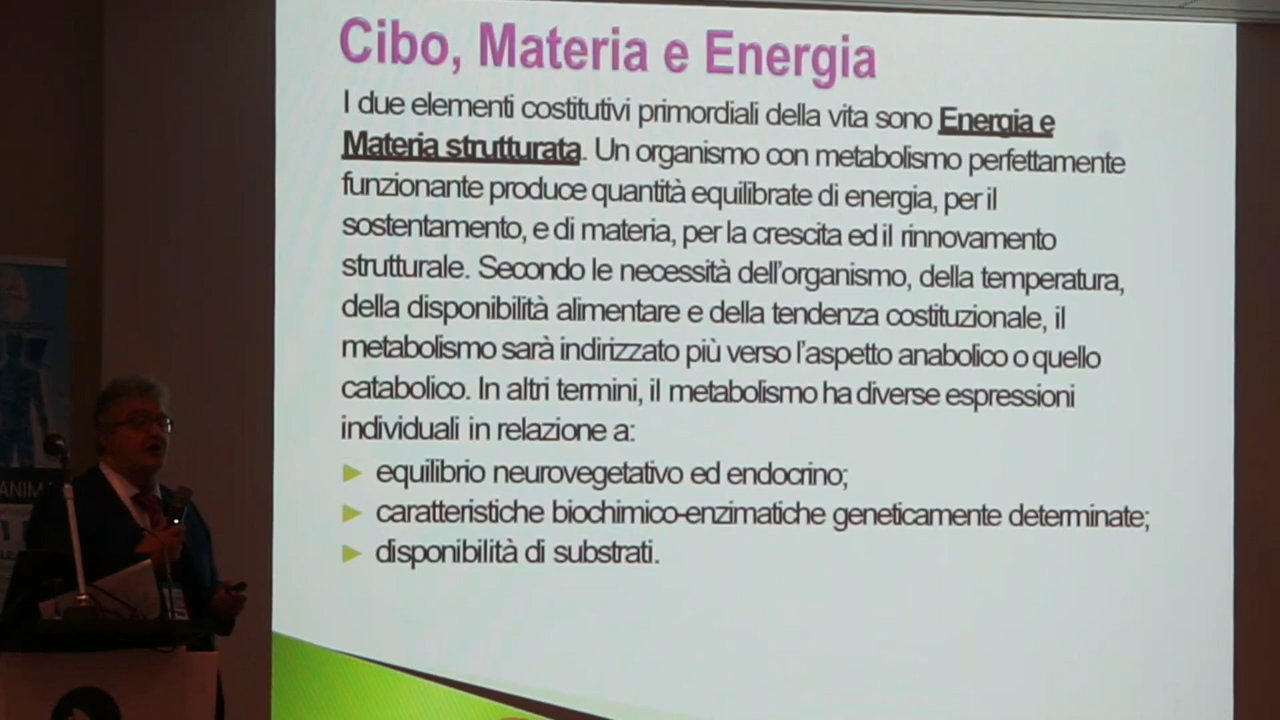 Cibo, Materia e Energia
I due elementi costitutivi primordiali della vita sono Energia e
Materia strutturata. Un organismo con metabolismo perfettamente
funzionante produce quantità equilibrate di energia, per il
sostentamento, e di materia, per la crescita ed il rinnovamento
strutturale. Secondo le necessità dell'organismo, della temperatura,
della disponibilità alimentare e della tendenza costituzionale, il
metabolismo sarà indirizzato più verso l'aspetto anabolico o quello
catabolico. In altri termini, il metabolismo ha diverse espressioni
individuali in relazione a:
► equilibrio neurovegetativo ed endocrino;
► caratteristiche biochimico-enzimatiche geneticamente determinate;
► disponibilità di substrati.